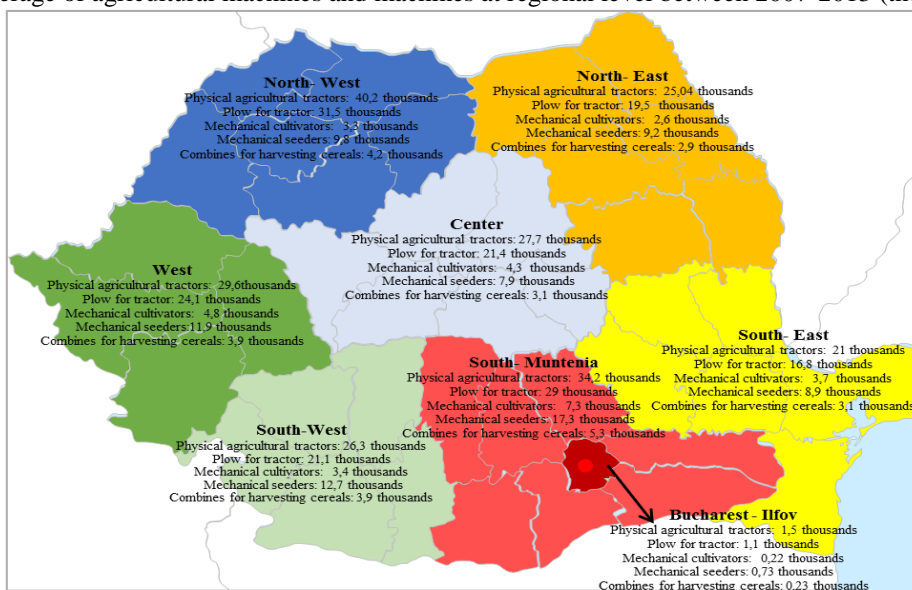 erage of agricultural machines and machines at regional level between 2007-2013
North- West
Physical agricultural tractors: 40,2 thousands
Plow for tractor: 31,5 thousands
Mechanical cultivators: 3,3 thousands
Mechanical seeders: 9,8 thousands
Combines for harvesting cereals: 4,2 thousands
North- East
Physical agricultural tractors: 25,04 thousands
Plow for tractor: 19,5 thousands
Mechanical cultivators: 2,6 thousands
Mechanical seeders: 9,2 thousands
Combines for harvesting cereals: 2,9 thousands
Center
Physical agricultural tractors: 27,7 thousands
Plow for tractor: 21,4 thousands
Mechanical cultivators: 4,3 thousands
Mechanical seeders: 7,9 thousands
Combines for harvesting cereals: 3,1 thousands
West
Physical agricultural tractors: 29,6thousands
Plow for tractor: 24,1 thousands
Mechanical cultivators: 4,8 thousands
Mechanical seeders:11,9 thousands
Combines for harvesting cereals: 3,9 thousands
South- East
Physical agricultural tractors: 21 thousands
Plow for tractor: 16,8 thousands
Mechanical cultivators: 3,7 thousands
Mechanical seeders: 8,9 thousands
Combines for harvesting cereals: 3,1 thousands
South- Muntenia
Physical agricultural tractors: 34,2 thousands
Plow for tractor: 29 thousands
Mechanical cultivators: 7,3 thousands
Mechanical seeders: 17,3 thousands
Combines for harvesting cereals: 5,3 thousands
South-West
Physical agricultural tractors: 26,3 thousands
Plow for tractor: 21,1 thousands
Mechanical cultivators: 3,4 thousands
Mechanical seeders: 12,7 thousands
Combines for harvesting cereals: 3,9 thousands
Bucharest - Ilfov
Physical agricultural tractors: 1,5 thousands
Plow for tractor: 1,1 thousands
Mechanical cultivators: 0,22 thousands
Mechanical seeders: 0,73 thousands
Combines for harvesting cereals: 0,23 thousands